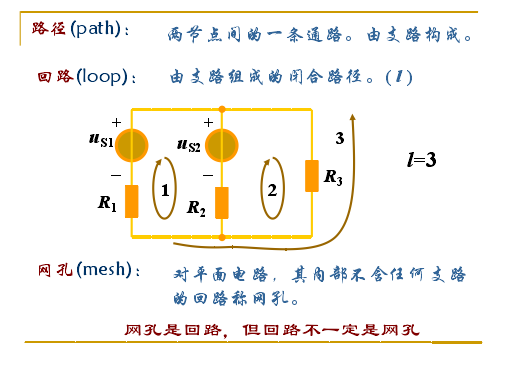 路径(path)： 两节点间的一条通路。由支路构成。
回路(loop)： 由支路组成的闭合路径。( l )
+ +
uS1 uS2 3
l=3
_ _
1 2 R3
R1 R2
网孔(mesh)： 对平面电路，其内部不含任何支路
的回路称网孔。
网孔是回路，但回路不一定是网孔